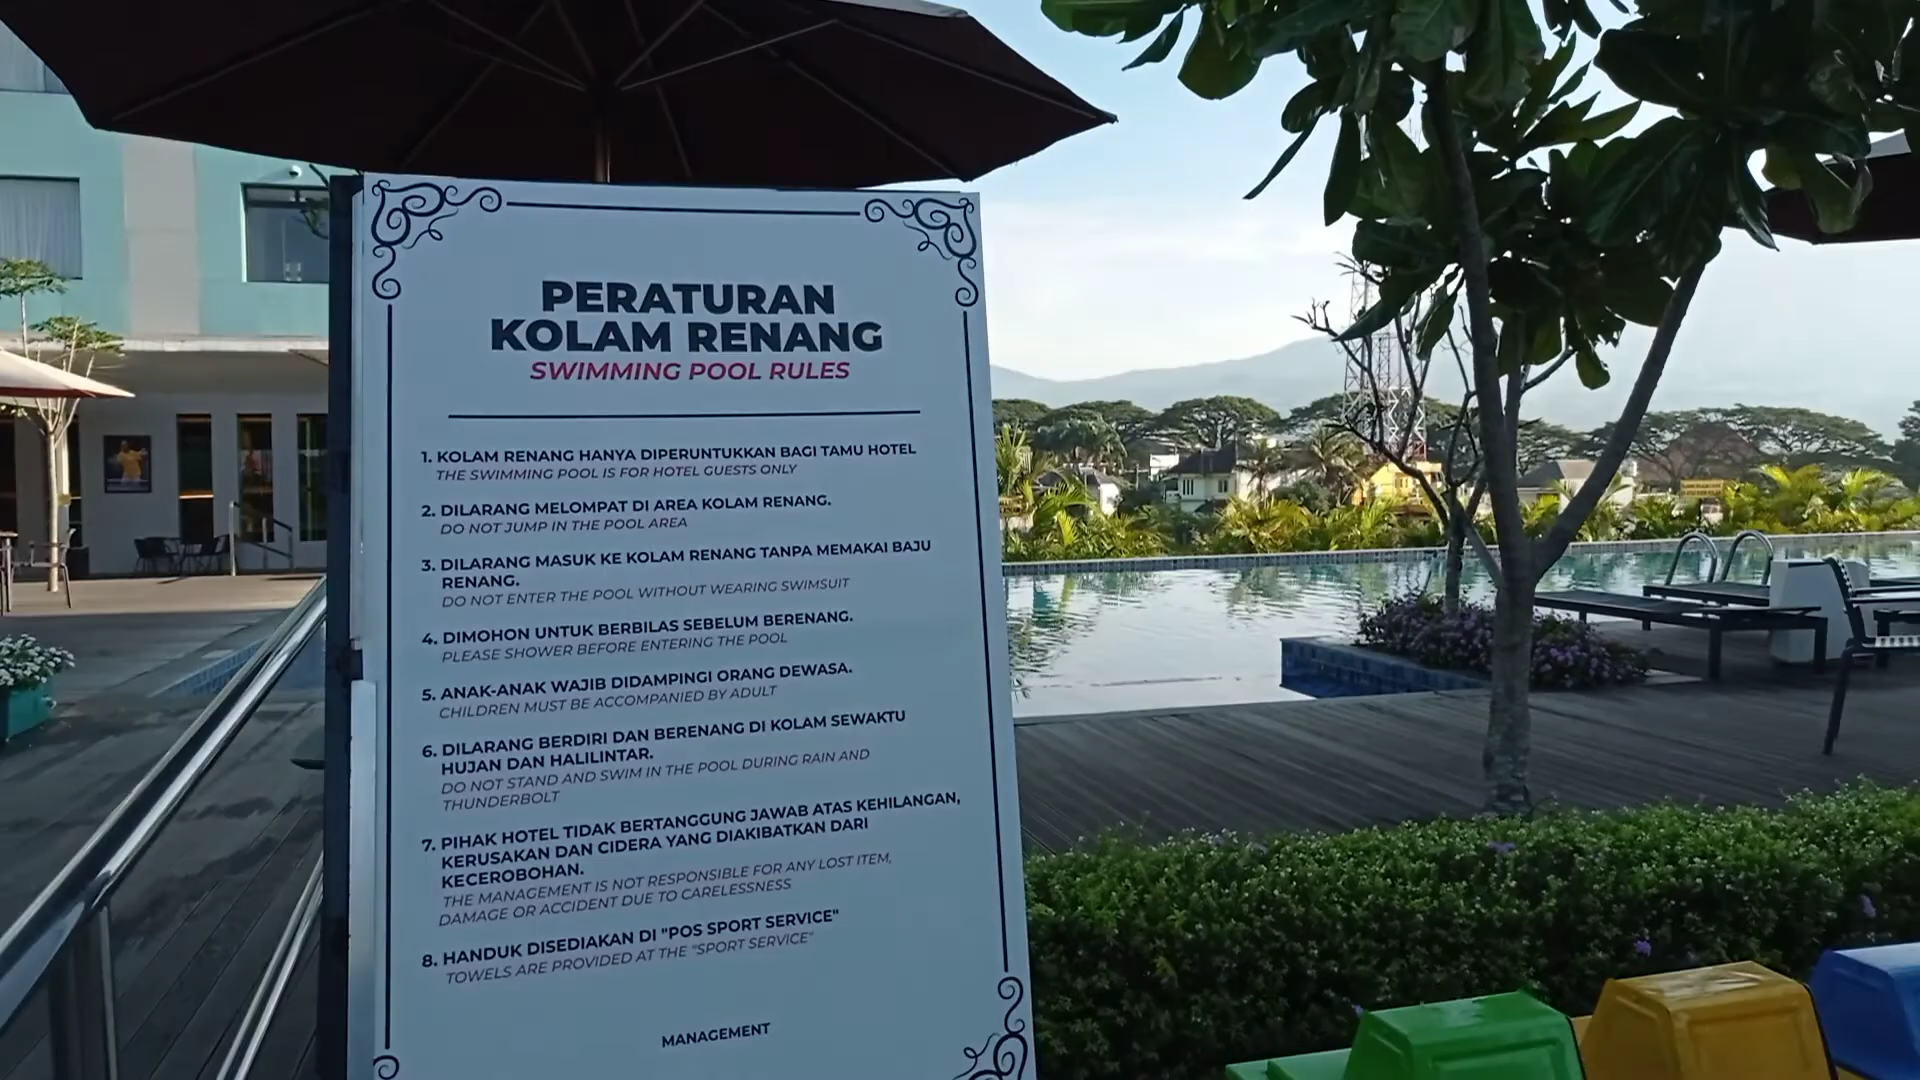 PERATURAN
KOLAM RENANG
SWIMMING POOL RULES
1. KOLAM RENANG HANYA DIPERUNTUKKAN BAGI TAMU HOTEL
THE SWIMMING POOL IS FOR HOTEL GUESTS ONLY
2. DILARANG MELOMPAT DI AREA KOLAM RENANG.
DO NOT JUMP IN THE POOL AREA
3. DILARANG MASUK KE KOLAM RENANG TANPA MEMAKAI BAJU
RENANG.
DO NOT ENTER THE POOL WITHOUT WEARING SWIMSUIT
4. DIMOHON UNTUK BERBILAS SEBELUM BERENANG.
PLEASE SHOWER BEFORE ENTERING THE POOL
5. ANAK-ANAK WAJIB DIDAMPINGI ORANG DEWASA.
CHILDREN MUST BE ACCOMPANIED BY ADULT
6. DILARANG BERDIRI DAN BERENANG DI KOLAM SEWAKTU
HUJAN DAN HALILINTAR.
DO NOT STAND AND SWIM IN THE POOL DURING RAIN AND
THUNDERBOLT
7. PIHAK HOTEL TIDAK BERTANGGUNG JAWAB ATAS KEHILANGAN,
KERUSAKAN DAN CIDERA YANG DIAKIBATKAN DARI
KECEROBOHAN.
THE MANAGEMENT IS NOT RESPONSIBLE FOR ANY LOST ITEM,
DAMAGE OR ACCIDENT DUE TO CARELESSNESS
8. HANDUK DISEDIAKAN DI "POS SPORT SERVICE"
TOWELS ARE PROVIDED AT THE "SPORT SERVICE"
MANAGEMENT